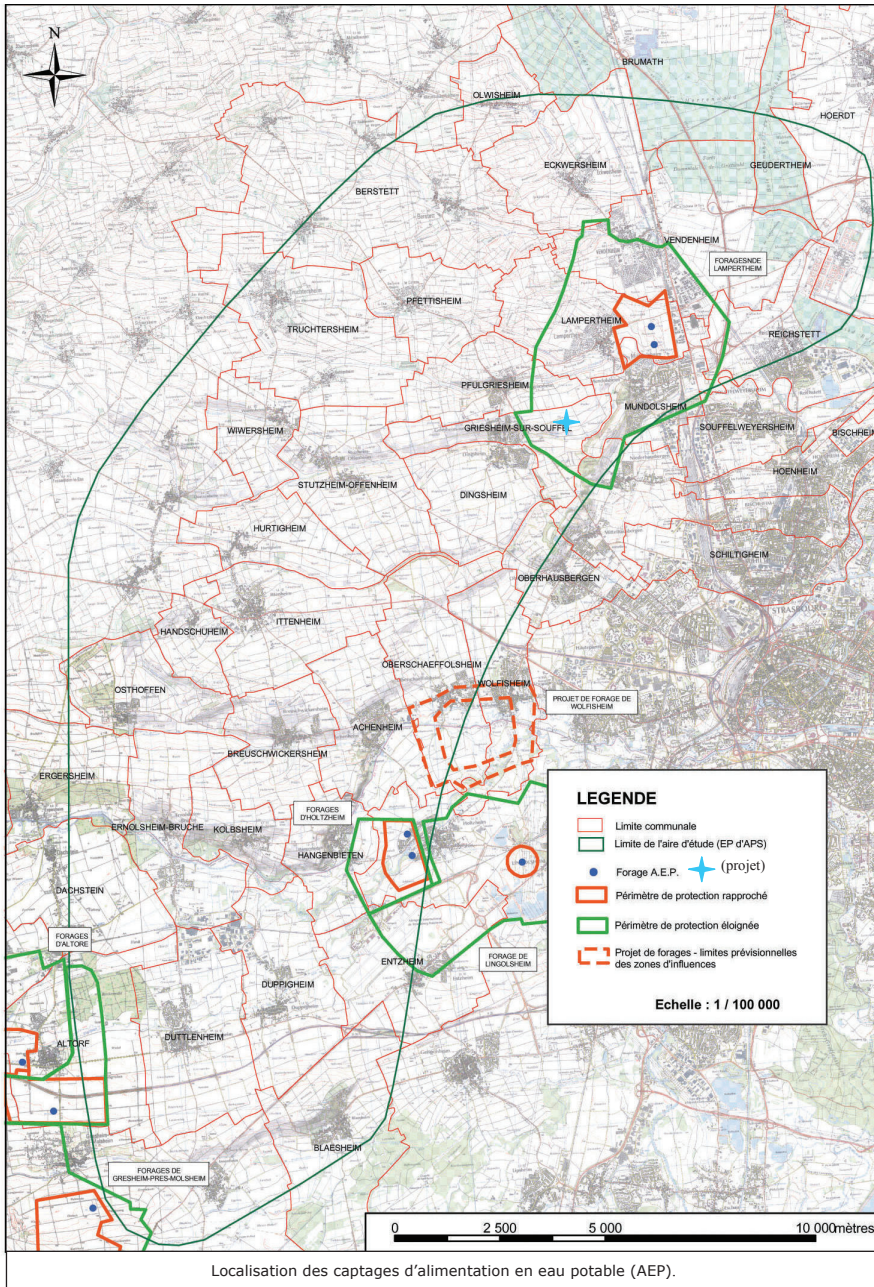 N
BRUMATH
OLWISHEIM
HOERDT
ECKWERSHEIM
GEUDERTHEIM
BERSTETT
VENDENHEIM
FORAGESNDE
LAMPERTHEIM
PFETTISHEIM
LAMPERTHEIM
TRUCHTERSHEIM
REICHSTETT
PFULGRIESHEIM
MUNDOLSHEIM
GRIESHEIM-SUR-SOUFFEL
SOUFFELWEYERSHEIM
WIWERSHEIM
BISCHHEIM
HOENHEIM
STUTZHEIM-OFFENHEIM
DINGSHEIM
HURTIGHEIM
SCHILTIGHEIM
OBERHAUSBERGEN
STRASBOURG
ITTENHEIM
HANDSCHUHEIM
OBERSCHAEFFOLSHEIM
WOLFISHEIM
OSTHOFFEN
PROJET DE FORAGE DE
WOLFISHEIM
ACHENHEIM
BREUSCHWICKERSHEIM
ERGERSHEIM
FORAGES
D'HOLTZHEIM
ERNOLSHEIM-BRUCHE
KOLBSHEIM
HANGENBIETEN
DACHSTEIN
FORAGES
D'ALTORE
ENTZHEIM
FORAGE DE
LINGOLSHEIM
DUPPIGHEIM
DUTTLENHEIM
ALTORF
BLAESHEIM
FORAGES DE
GRESHEIM-PRES-MOLSHEIM
LEGENDE
Limite communale
Limite de l'aire d'étude (EP d'APS)
Forage A.E.P. (projet)
Périmètre de protection rapproché
Périmètre de protection éloignée
Projet de forages - limites prévisionnelles
des zones d'influences
Echelle : 1 / 100 000
0 2 500 5 000 10 000 mètres
Localisation des captages d'alimentation en eau potable (AEP).